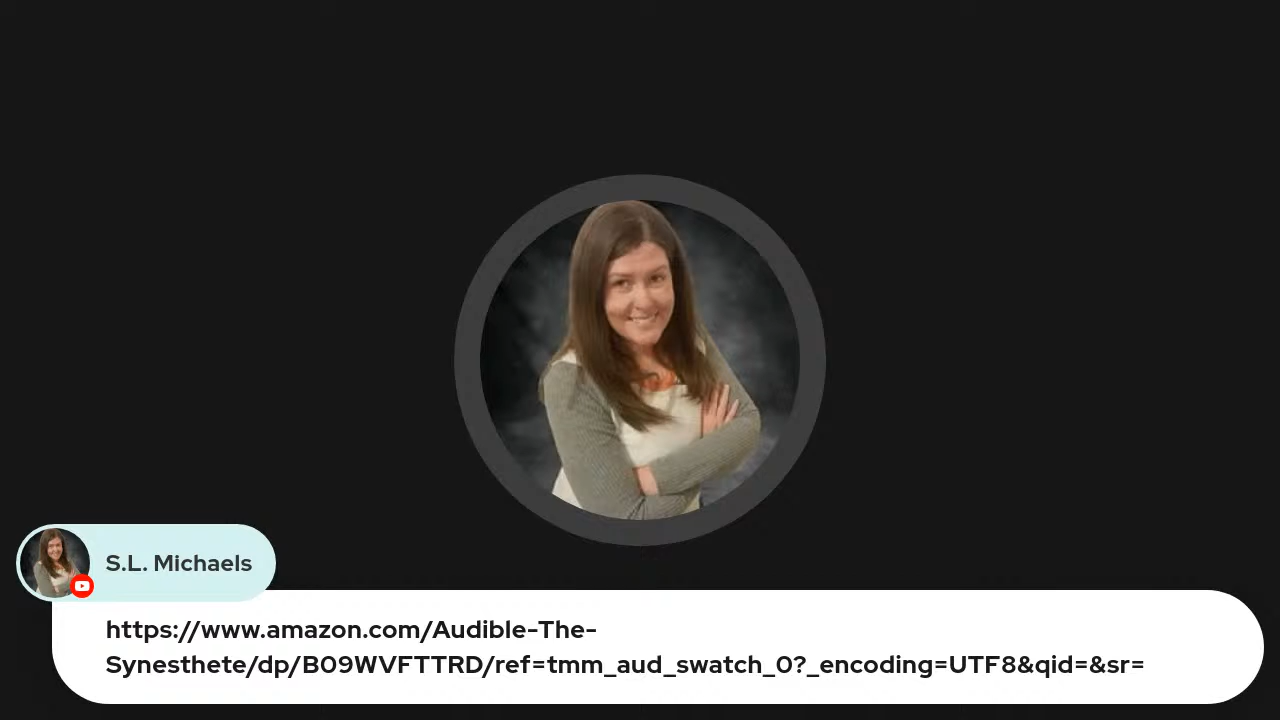 S.L. Michaels
https://www.amazon.com/Audible-The-
Synesthete/dp/B09WVFTTRD/ref=tmm_aud_swatch_0?_encoding=UTF8&qid=&sr=